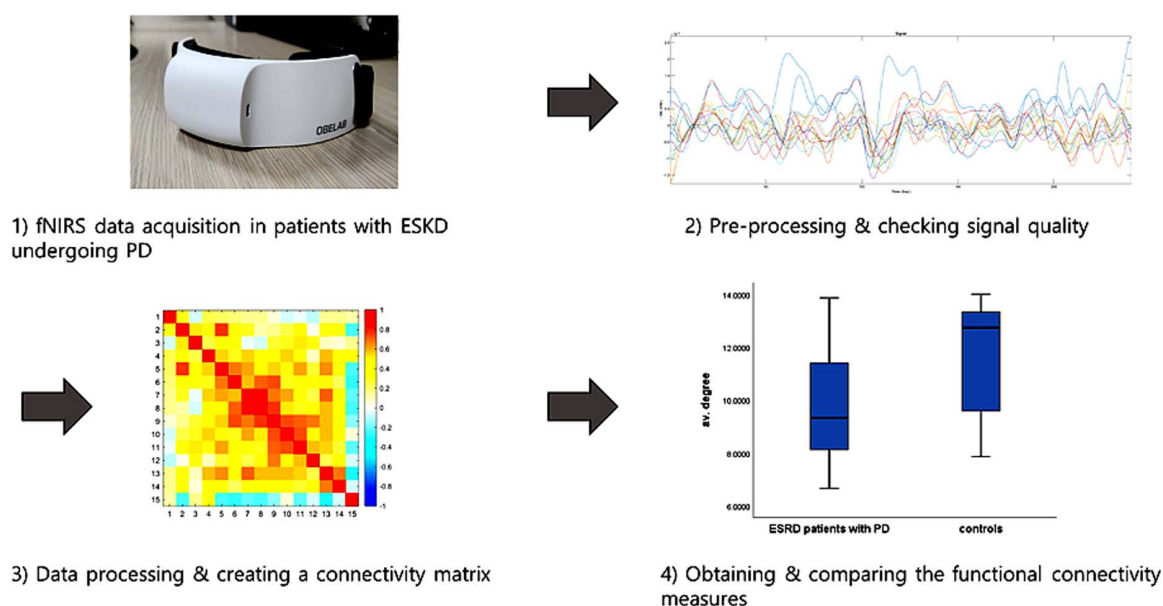 OBELAB
Signal
Time (Sec)
1) fNIRS data acquisition in patients with ESKD
undergoing PD
2) Pre-processing & checking signal quality
1
2
3
4
5
6
7
8
9
10
11
12
13
14
15
1 2 3 4 5 6 7 8 9 10 11 12 13 14 15
1
0.8
0.6
0.4
0.2
0
-0.2
-0.4
-0.6
-0.8
-1
av. degree
14.0000
12.0000
10.0000
8.0000
6.0000
ESRD patients with PD controls
3) Data processing & creating a connectivity matrix
4) Obtaining & comparing the functional connectivity
measures